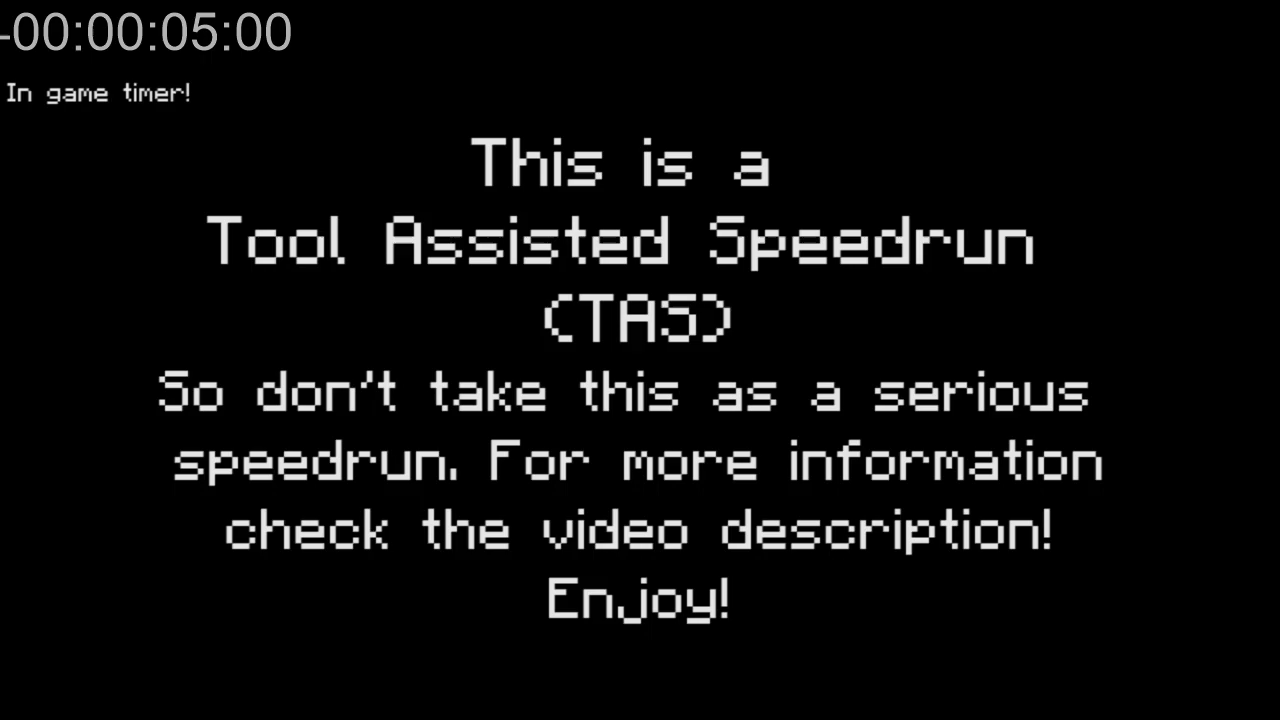 -00:00:05:00
In game timer!
This is a
Tool Assisted Speedrun
(TAS)
So don't take this as a serious
speedrun. For more information
check the video description!
Enjoy!